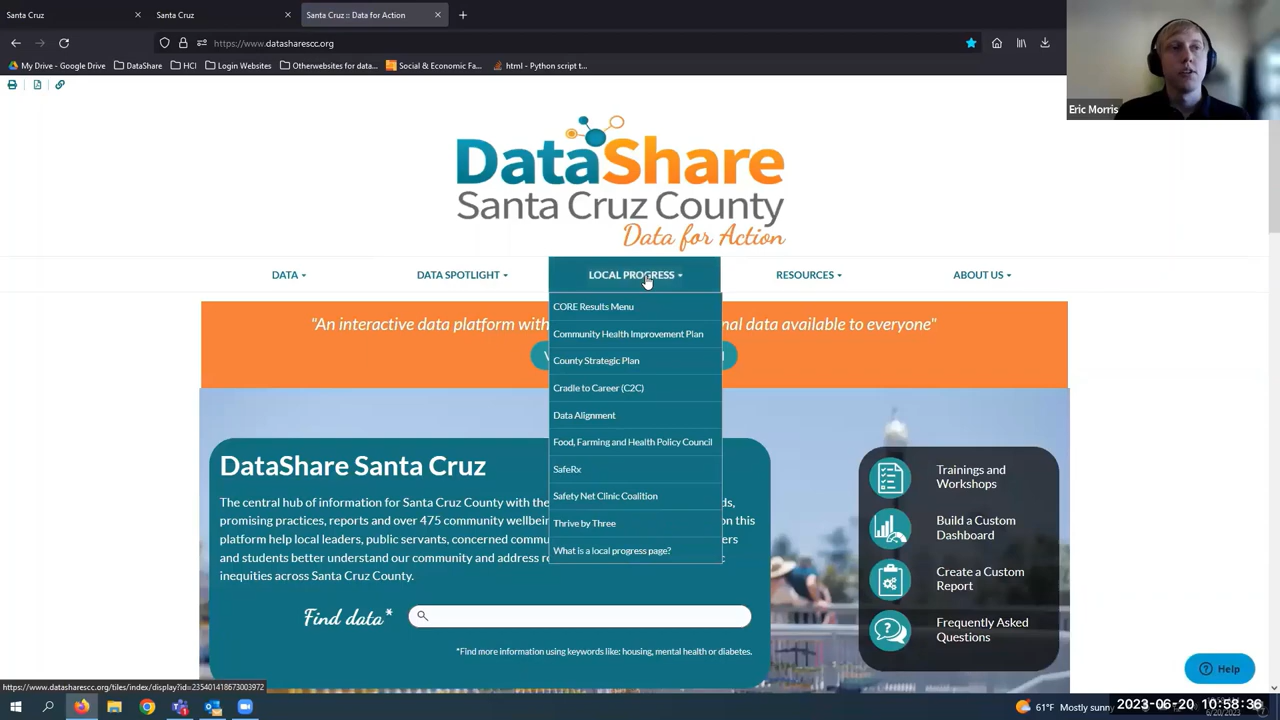 Santa Cruz
Santa Cruz
Santa Cruz :: Data for Action
https://www.datasharescc.org
My Drive - Google Drive
DataShare
HCI
Login Websites
Otherwebsites for data...
Social & Economic Fa...
html - Python script t...
Eric Morris
DataShare
Santa Cruz County
Data for Action
DATA
DATA SPOTLIGHT
LOCAL PROGRESS
RESOURCES
ABOUT US
CORE Results Menu
Community Health Improvement Plan
County Strategic Plan
Cradle to Career (C2C)
Data Alignment
Food, Farming and Health Policy Council
SafeRx
Safety Net Clinic Coalition
Thrive by Three
What is a local progress page?
"An interactive data platform with
nal data available to everyone"
DataShare Santa Cruz
The central hub of information for Santa Cruz County with the
promising practices, reports and over 475 community wellbein
on this
platform help local leaders, public servants, concerned commu
and students better understand our community and address
inequities across Santa Cruz County.
Find data*
*Find more information using keywords like: housing, mental health or diabetes.
Trainings and
Workshops
Build a Custom
Dashboard
Create a Custom
Report
Frequently Asked
Questions
Help
https://www.datasharescc.org/tiles/index/display?id=235401418673003972
61°F Mostly sunny
2023-06-20 10:58:36